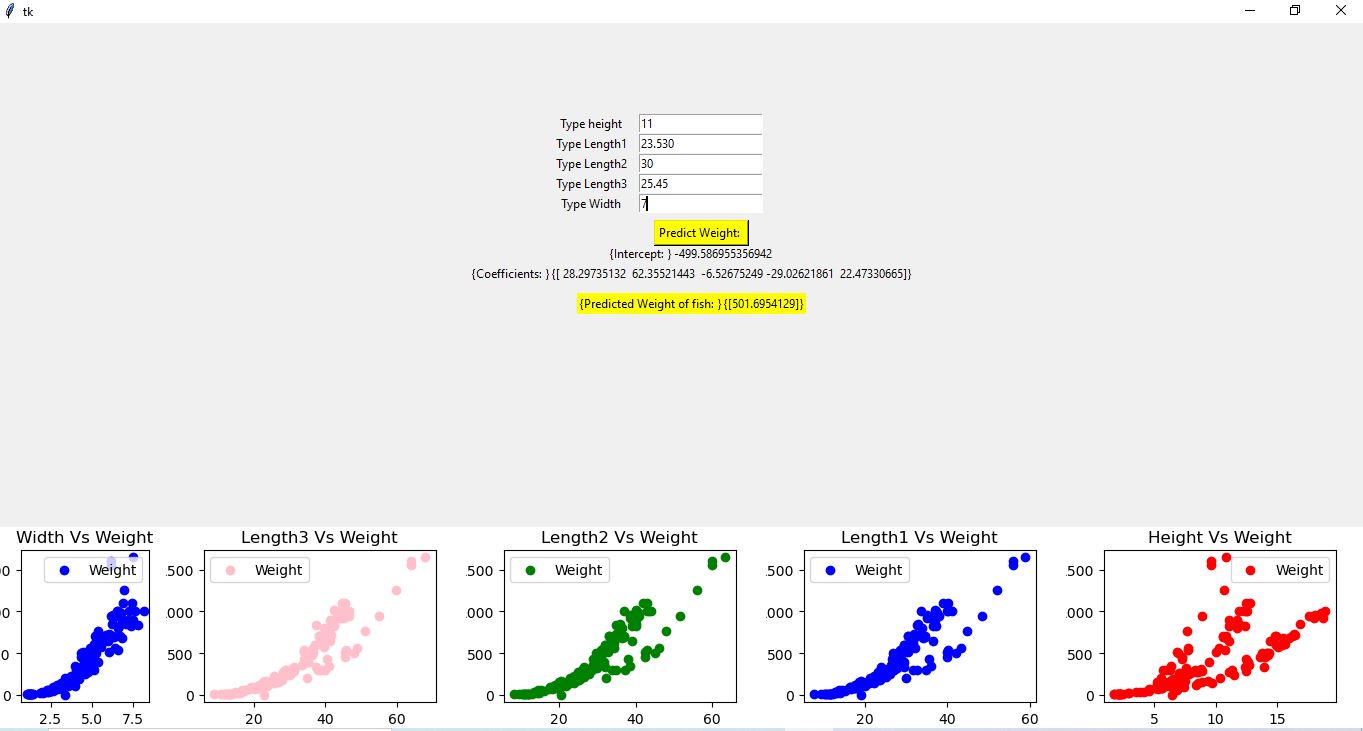 tk
Type height 11
Type Length1 23.530
Type Length2 30
Type Length3 25.45
Type Width 7
Predict Weight:
{Intercept: } -499.586955356942
{Coefficients: } {[ 28.29735132  62.35521443  -6.52675249 -29.02621861  22.47330665]}
{Predicted Weight of fish: } {[501.6954129]}
Width Vs Weight Length3 Vs Weight Length2 Vs Weight Length1 Vs Weight Height Vs Weight
Weight Weight Weight Weight Weight
00 .500 .500 .500 .500
00 000 000 000 000
50 500 500 500 500
0 0 0 0 0
2.5 5.0 7.5 20 40 60 20 40 60 20 40 60 5 10 15